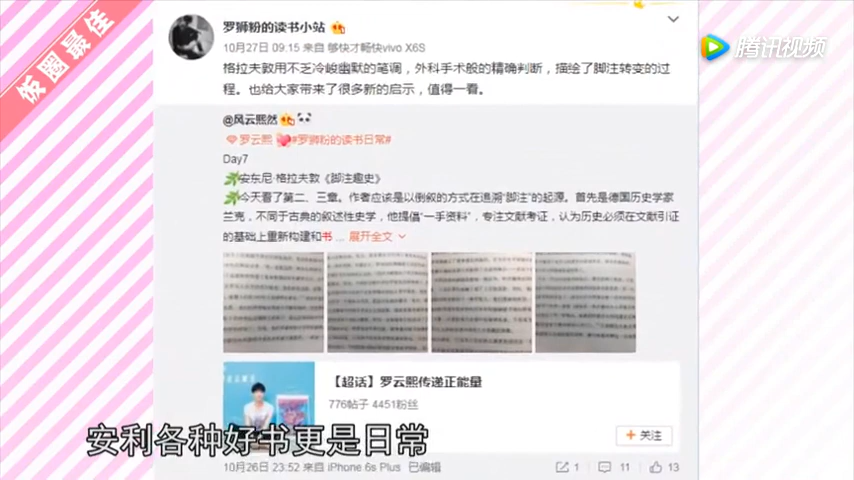 饭圈最佳
腾讯视频
罗狮粉的读书小站
10月27日 09:15 来自 够快才畅快vivo X6S
格拉夫敦用不乏冷峻幽默的笔调，外科手术般的精确判断，描绘了脚注转变的过
程。也给大家带来了很多新的启示，值得一看。
@风云熙然
罗云熙 #罗狮粉的读书日常#
Day7
安东尼·格拉夫敦《脚注趣史》
今天看了第二、三章。作者应该是以倒叙的方式在追溯“脚注”的起源。首先是德国历史学家
兰克，不同于古典的叙述性史学，他提倡“一手资料”，专注文献考证，认为历史必须在文献引证
的基础上重新构建和书 ... 展开全文
【超话】罗云熙传递正能量
776帖子 4451粉丝
+ 关注
安利各种好书更是日常
10月26日 23:52 来自 iPhone 6s Plus 已编辑
1 11 13